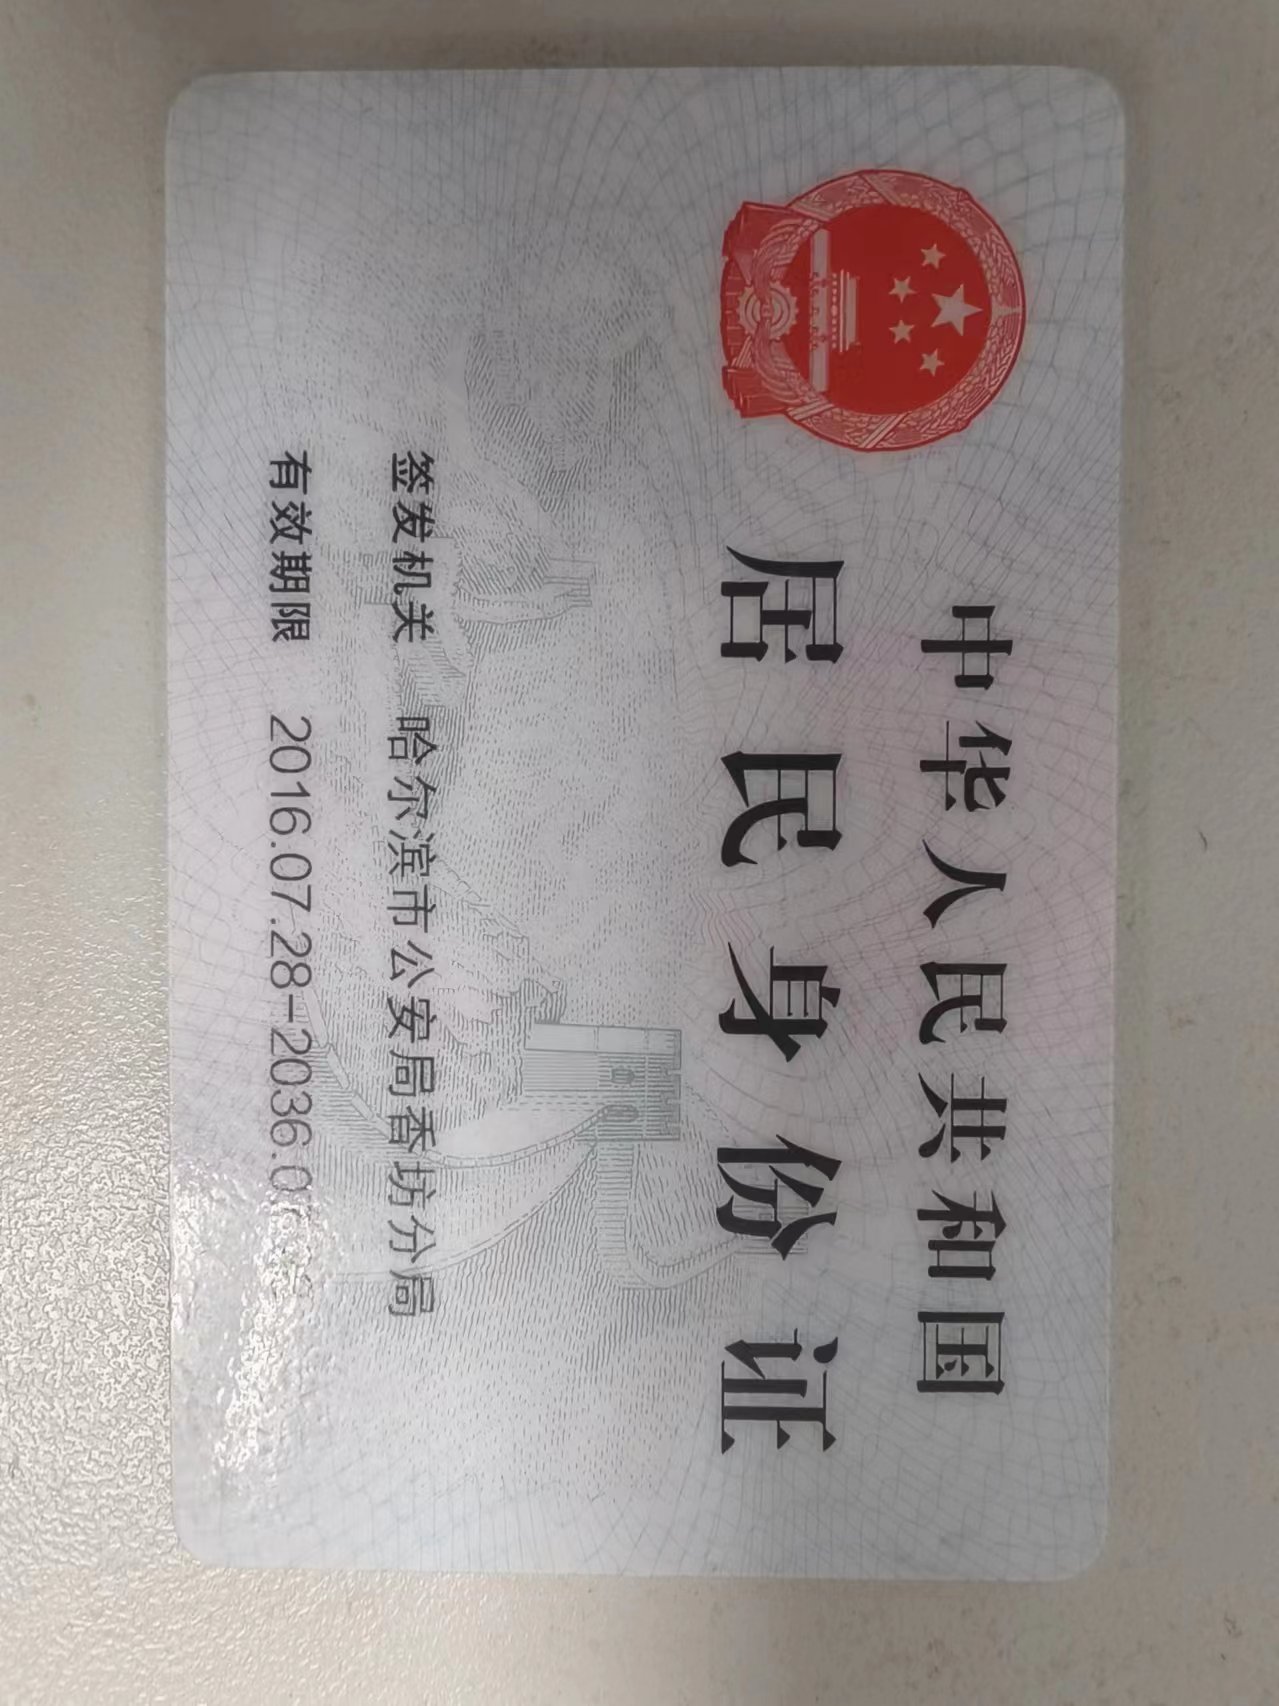 中华人民共和国
居民身份证
签发机关 哈尔滨市公安局香坊分局
有效期限 2016.07.28-2036.0